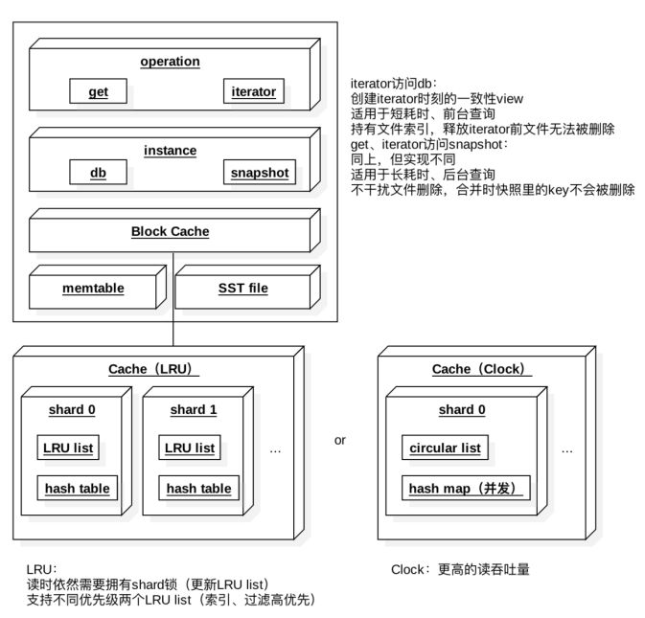 operation
get
iterator
instance
db
snapshot
Block Cache
memtable
SST file
iterator访问db：
创建iterator时刻的一致性view
适用于短耗时、前台查询
持有文件索引，释放iterator前文件无法被删除
get、iterator访问snapshot：
同上，但实现不同
适用于长耗时、后台查询
不干扰文件删除，合并时快照里的key不会被删除
Cache（LRU）
shard 0
LRU list
hash table
shard 1
LRU list
hash table
...
or
Cache（Clock）
shard 0
circular list
hash map（并发）
...
LRU：
读时依然需要拥有shard锁（更新LRU list）
支持不同优先级两个LRU list（索引、过滤高优先）
Clock：更高的读吞吐量